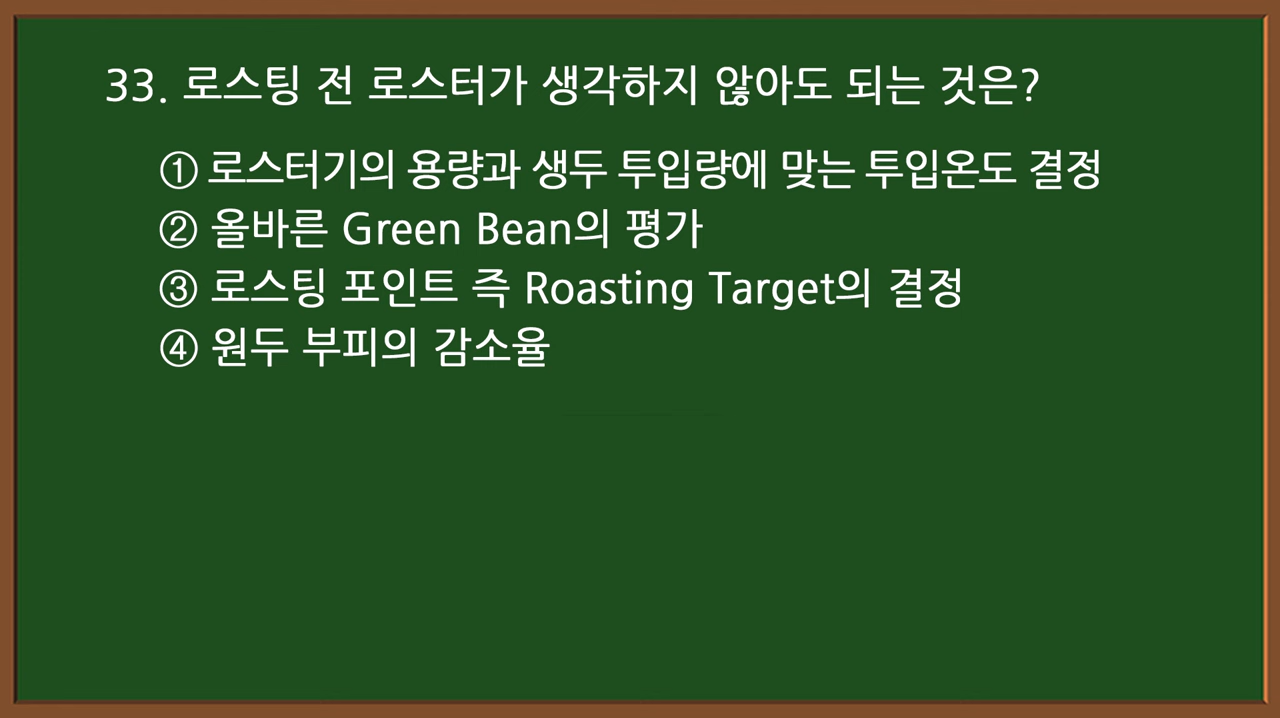 33. 로스팅 전 로스터가 생각하지 않아도 되는 것은?
① 로스터기의 용량과 생두 투입량에 맞는 투입온도 결정
② 올바른 Green Bean의 평가
③ 로스팅 포인트 즉 Roasting Target의 결정
④ 원두 부피의 감소율